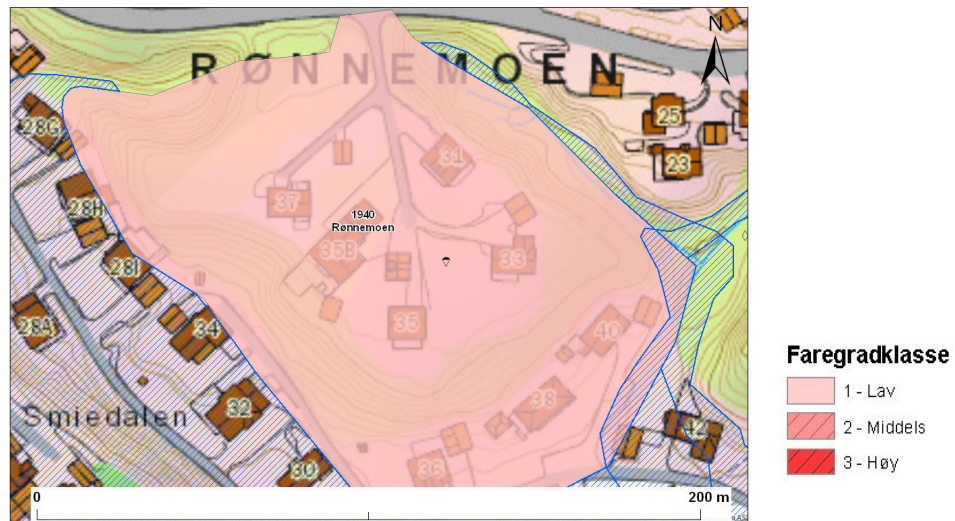 N
RØNNEMOEN
28G
31
25
23
28H
37
1940
Rønnemoen
35B
28I
33
28A
34
35
40
Smiedalen
32
38
42
30
36
0
200 m
Faregradklasse
1 - Lav
2 - Middels
3 - Høy